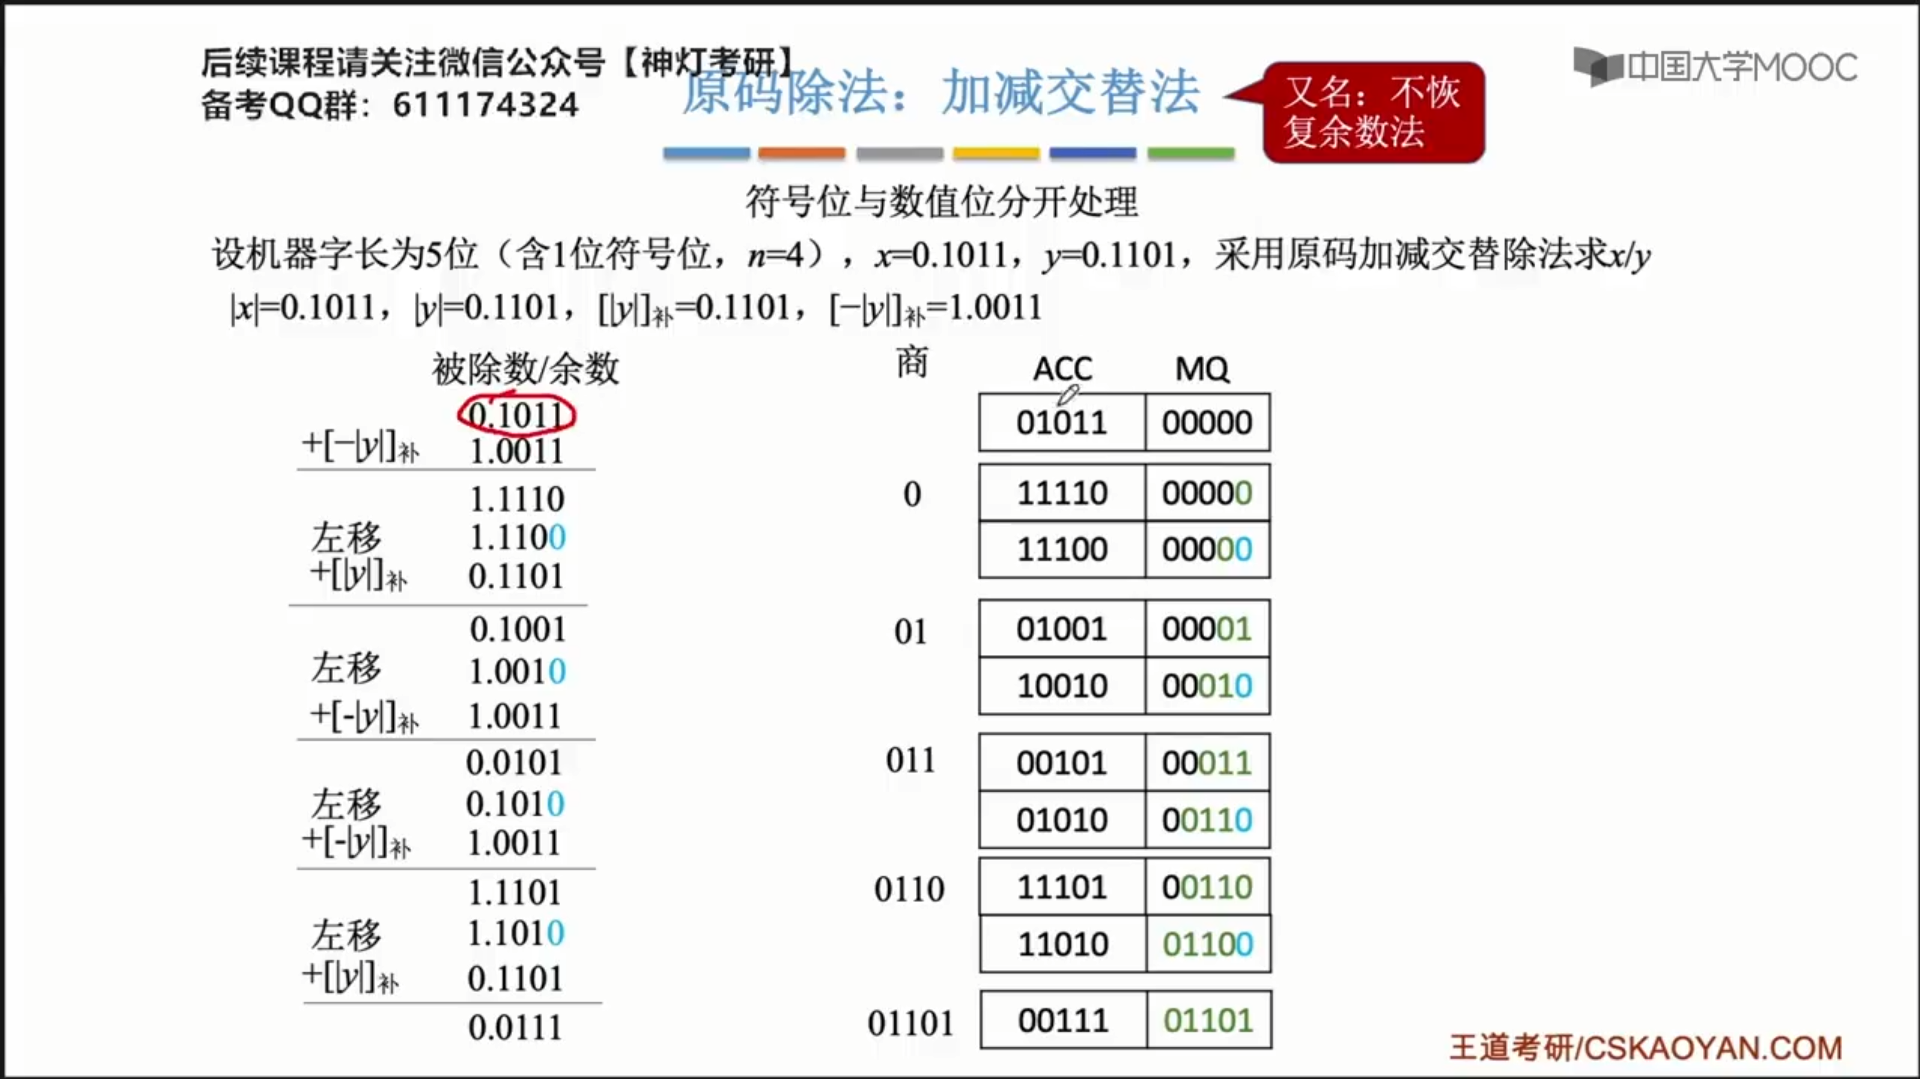 后续课程请关注微信公众号【神灯考研】
备考QQ群：611174324
中国大学MOOC
原码除法：加减交替法
又名：不恢
复余数法
符号位与数值位分开处理
设机器字长为5位（含1位符号位，n=4），x=0.1011，y=0.1101，采用原码加减交替除法求x/y
|x|=0.1011，|y|=0.1101，[|y|]补=0.1101，[−|y|]补=1.0011
被除数/余数 商 ACC MQ
0.1011 01011 00000
+[−|y|]补 1.0011
1.1110 0 11110 00000
左移 1.1100 11100 00000
+[|y|]补 0.1101
0.1001 01 01001 00001
左移 1.0010 10010 00010
+[-|y|]补 1.0011
0.0101 011 00101 00011
左移 0.1010 01010 00110
+[-|y|]补 1.0011
1.1101 0110 11101 00110
左移 1.1010 11010 01100
+[|y|]补 0.1101
0.0111 01101 00111 01101
王道考研/CSKAOYAN.COM